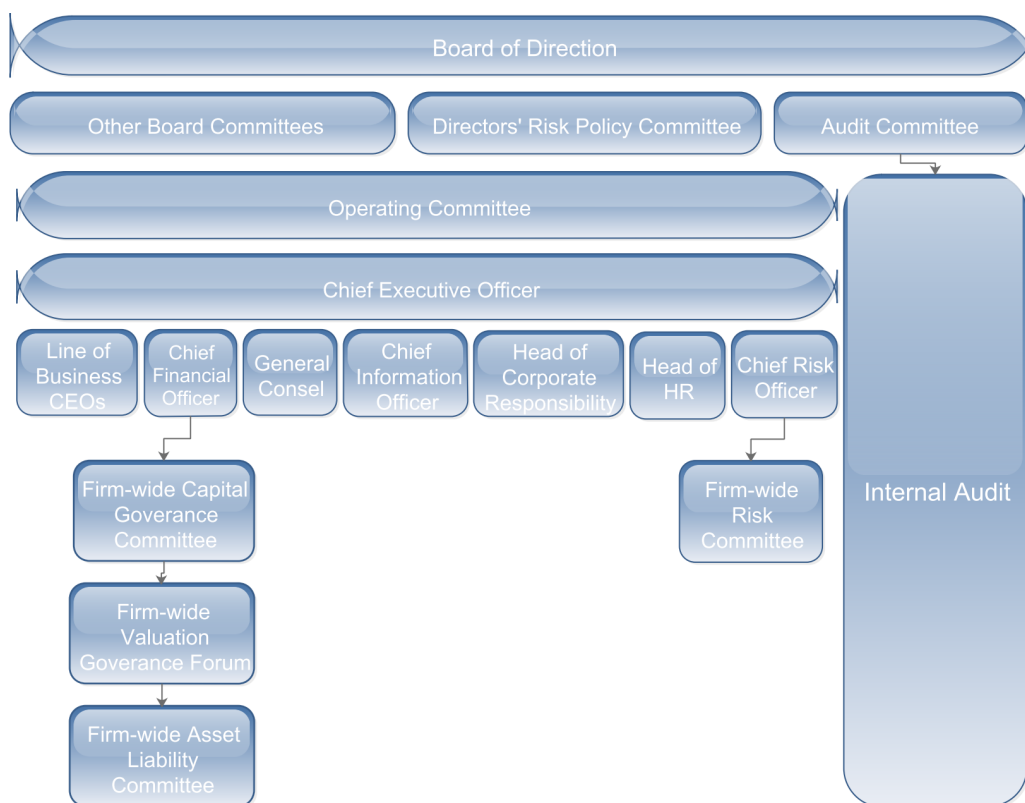 Board of Direction
Other Board Committees
Directors' Risk Policy Committee
Audit Committee
Operating Committee
Chief Executive Officer
Line of
Business
CEOs
Chief
Financial
Officer
General
Consel
Chief
Information
Officer
Head of
Corporate
Responsibility
Head of
HR
Chief Risk
Officer
Firm-wide Capital
Goverance
Committee
Firm-wide
Risk
Committee
Internal Audit
Firm-wide
Valuation
Goverance Forum
Firm-wide Asset
Liability
Committee